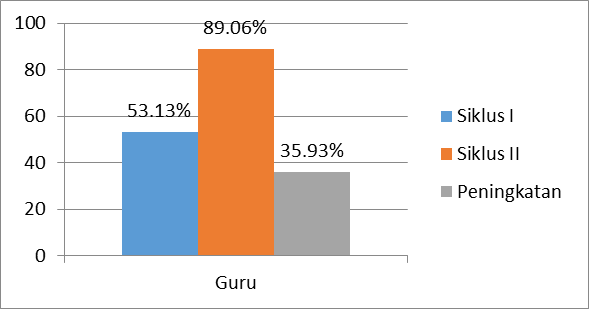 100
80
60
40
20
0
53.13%
89.06%
35.93%
Guru
Siklus I
Siklus II
Peningkatan